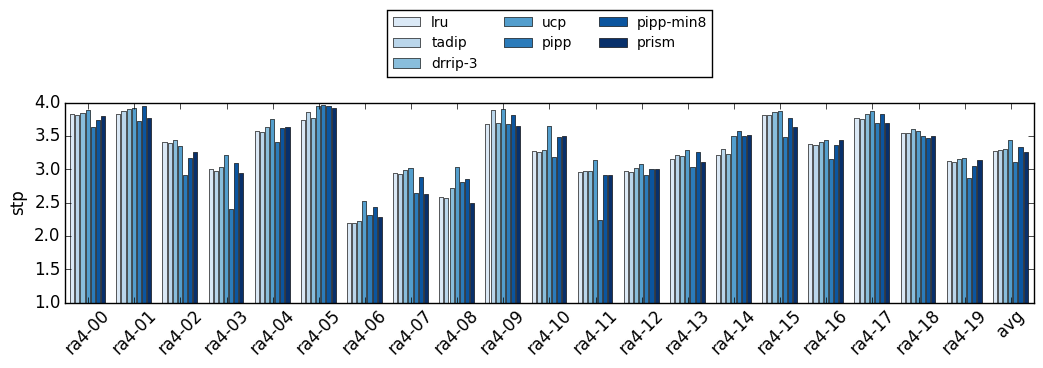 lru ucp pipp-min8
tadip pipp prism
drrip-3
4.0
3.5
3.0
2.5
2.0
1.5
1.0
stp
ra4-00 ra4-01 ra4-02 ra4-03 ra4-04 ra4-05 ra4-06 ra4-07 ra4-08 ra4-09 ra4-10 ra4-11 ra4-12 ra4-13 ra4-14 ra4-15 ra4-16 ra4-17 ra4-18 ra4-19 avg